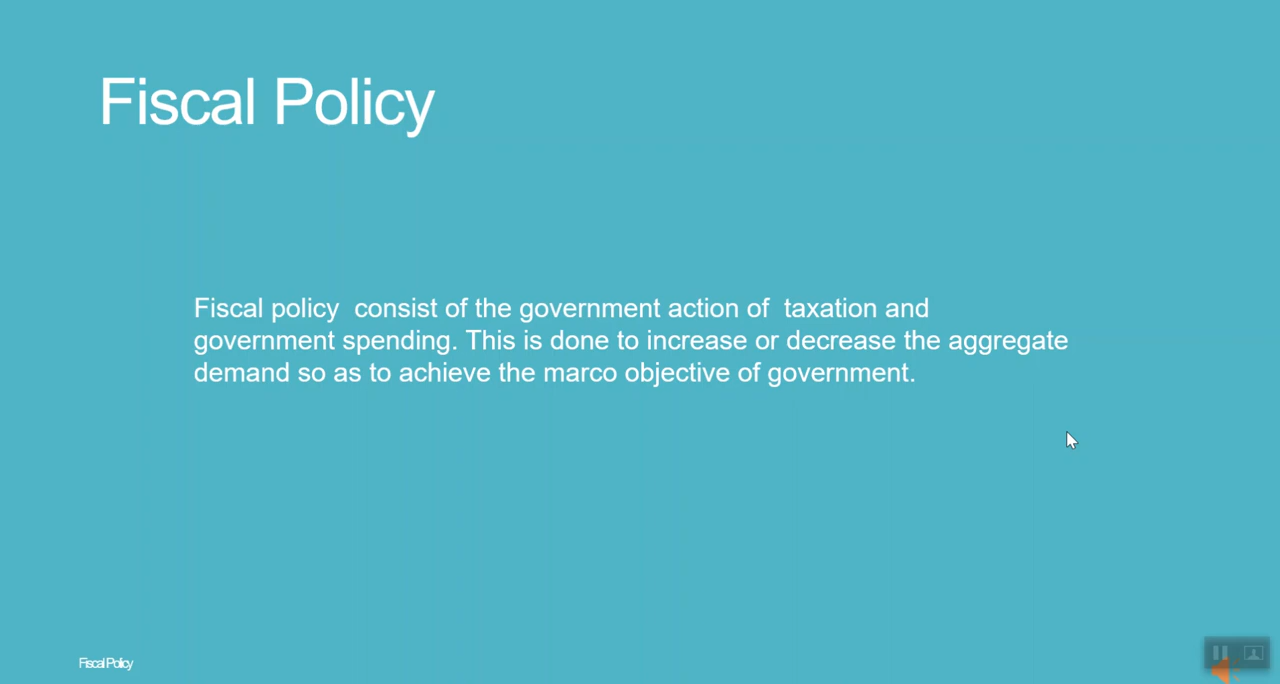 Fiscal Policy
Fiscal policy  consist of the government action of  taxation and
government spending. This is done to increase or decrease the aggregate
demand so as to achieve the marco objective of government.
Fiscal Policy